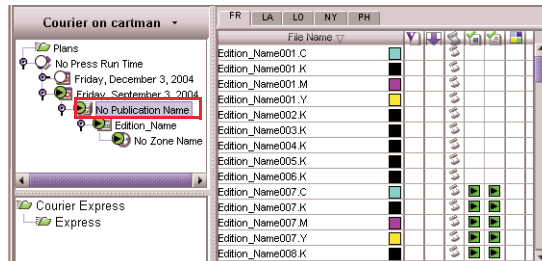 Courier on cartman
Plans
No Press Run Time
Friday, December 3, 2004
Friday, September 3, 2004
No Publication Name
Edition_Name
No Zone Name
Courier Express
Express
FR LA LO NY PH
File Name
Edition_Name001.C
Edition_Name001.K
Edition_Name001.M
Edition_Name001.Y
Edition_Name002.K
Edition_Name003.K
Edition_Name004.K
Edition_Name005.K
Edition_Name006.K
Edition_Name007.C
Edition_Name007.K
Edition_Name007.M
Edition_Name007.Y
Edition_Name008.K